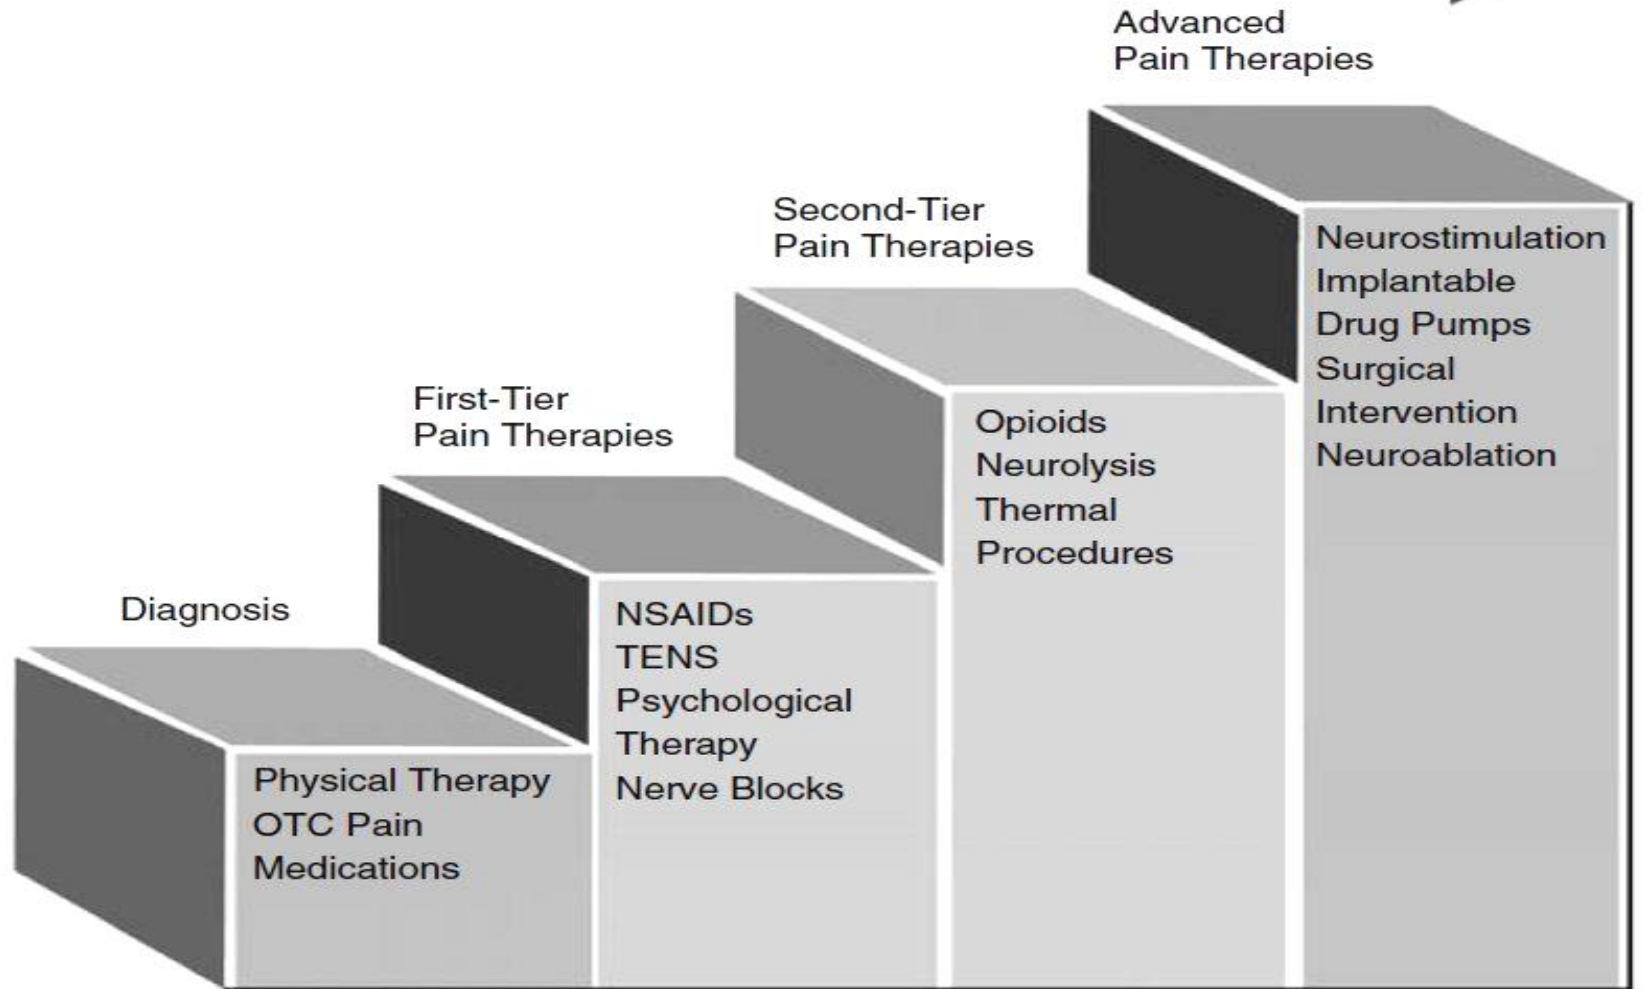 Advanced
Pain Therapies
Neurostimulation
Implantable
Drug Pumps
Surgical
Intervention
Neuroablation
Second-Tier
Pain Therapies
Opioids
Neurolysis
Thermal
Procedures
First-Tier
Pain Therapies
NSAIDs
TENS
Psychological
Therapy
Nerve Blocks
Diagnosis
Physical Therapy
OTC Pain
Medications